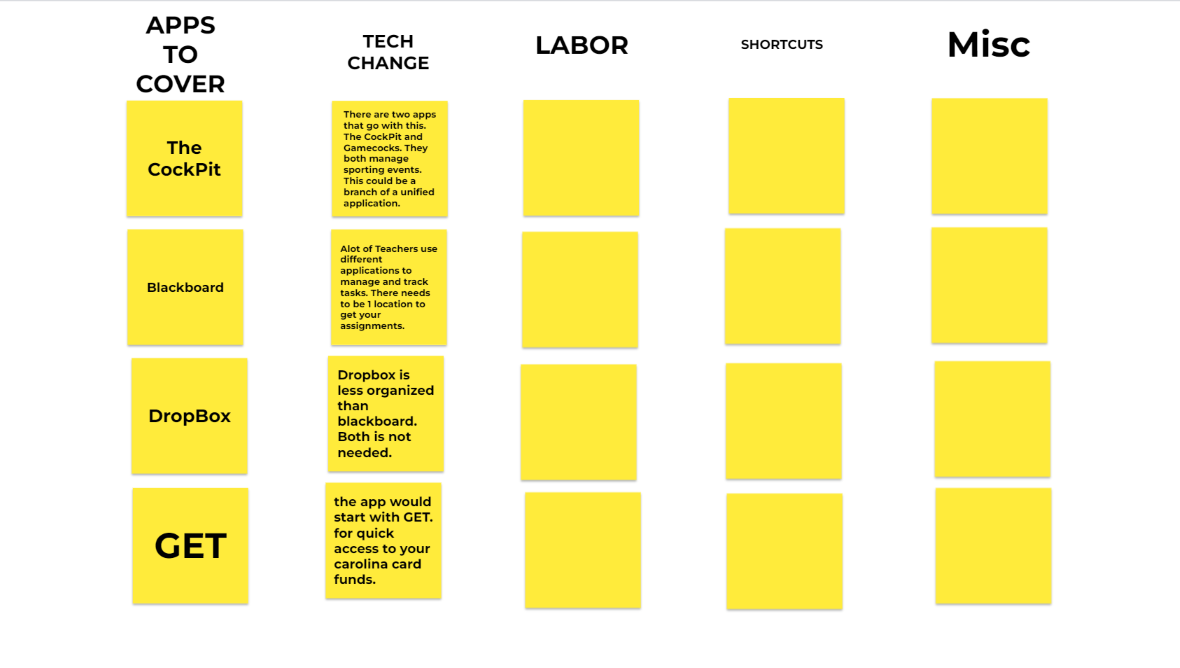 APPS
TO
COVER
TECH
CHANGE
LABOR
SHORTCUTS
Misc
The
CockPit
There are two apps
that go with this.
The CockPit and
Gamecocks. They
both manage
sporting events.
This could be a
branch of a unified
application.
Blackboard
Alot of Teachers use
different
applications to
manage and track
tasks. There needs
to be 1 location to
get your
assignments.
DropBox
Dropbox is
less organized
than
blackboard.
Both is not
needed.
GET
the app would
start with GET.
for quick
access to your
carolina card
funds.